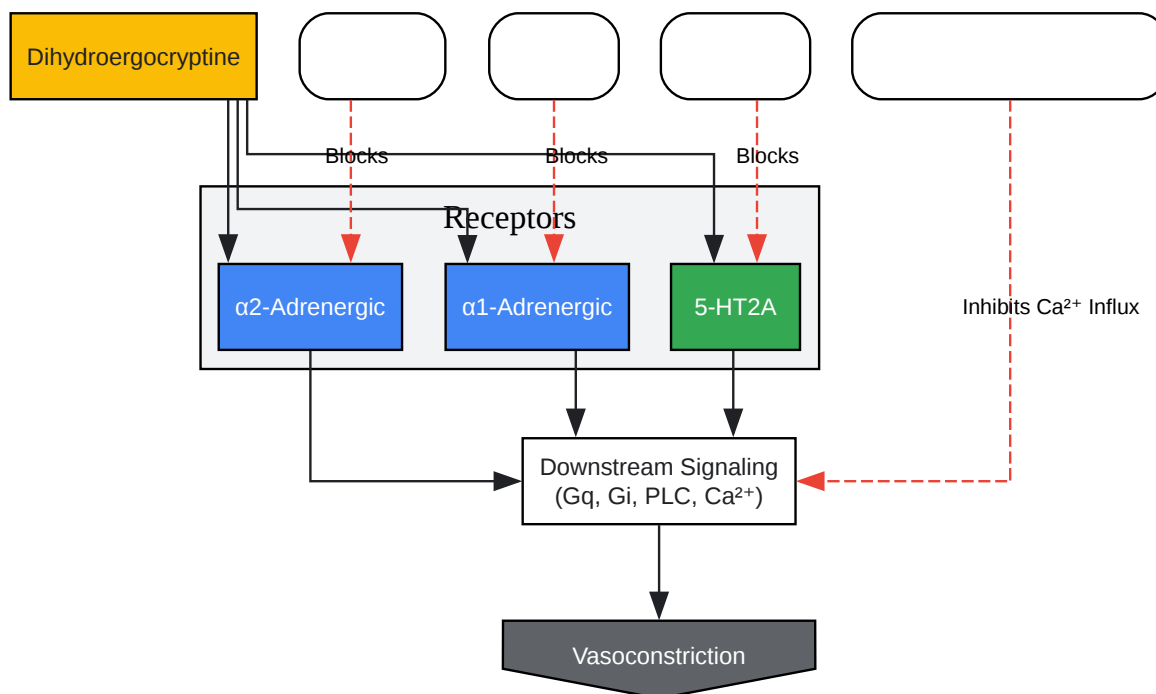 Dihydroergocryptine
Blocks
Blocks
Blocks
Receptors
α2-Adrenergic
α1-Adrenergic
5-HT2A
Inhibits Ca²⁺ Influx
Downstream Signaling
(Gq, Gi, PLC, Ca²⁺)
Vasoconstriction